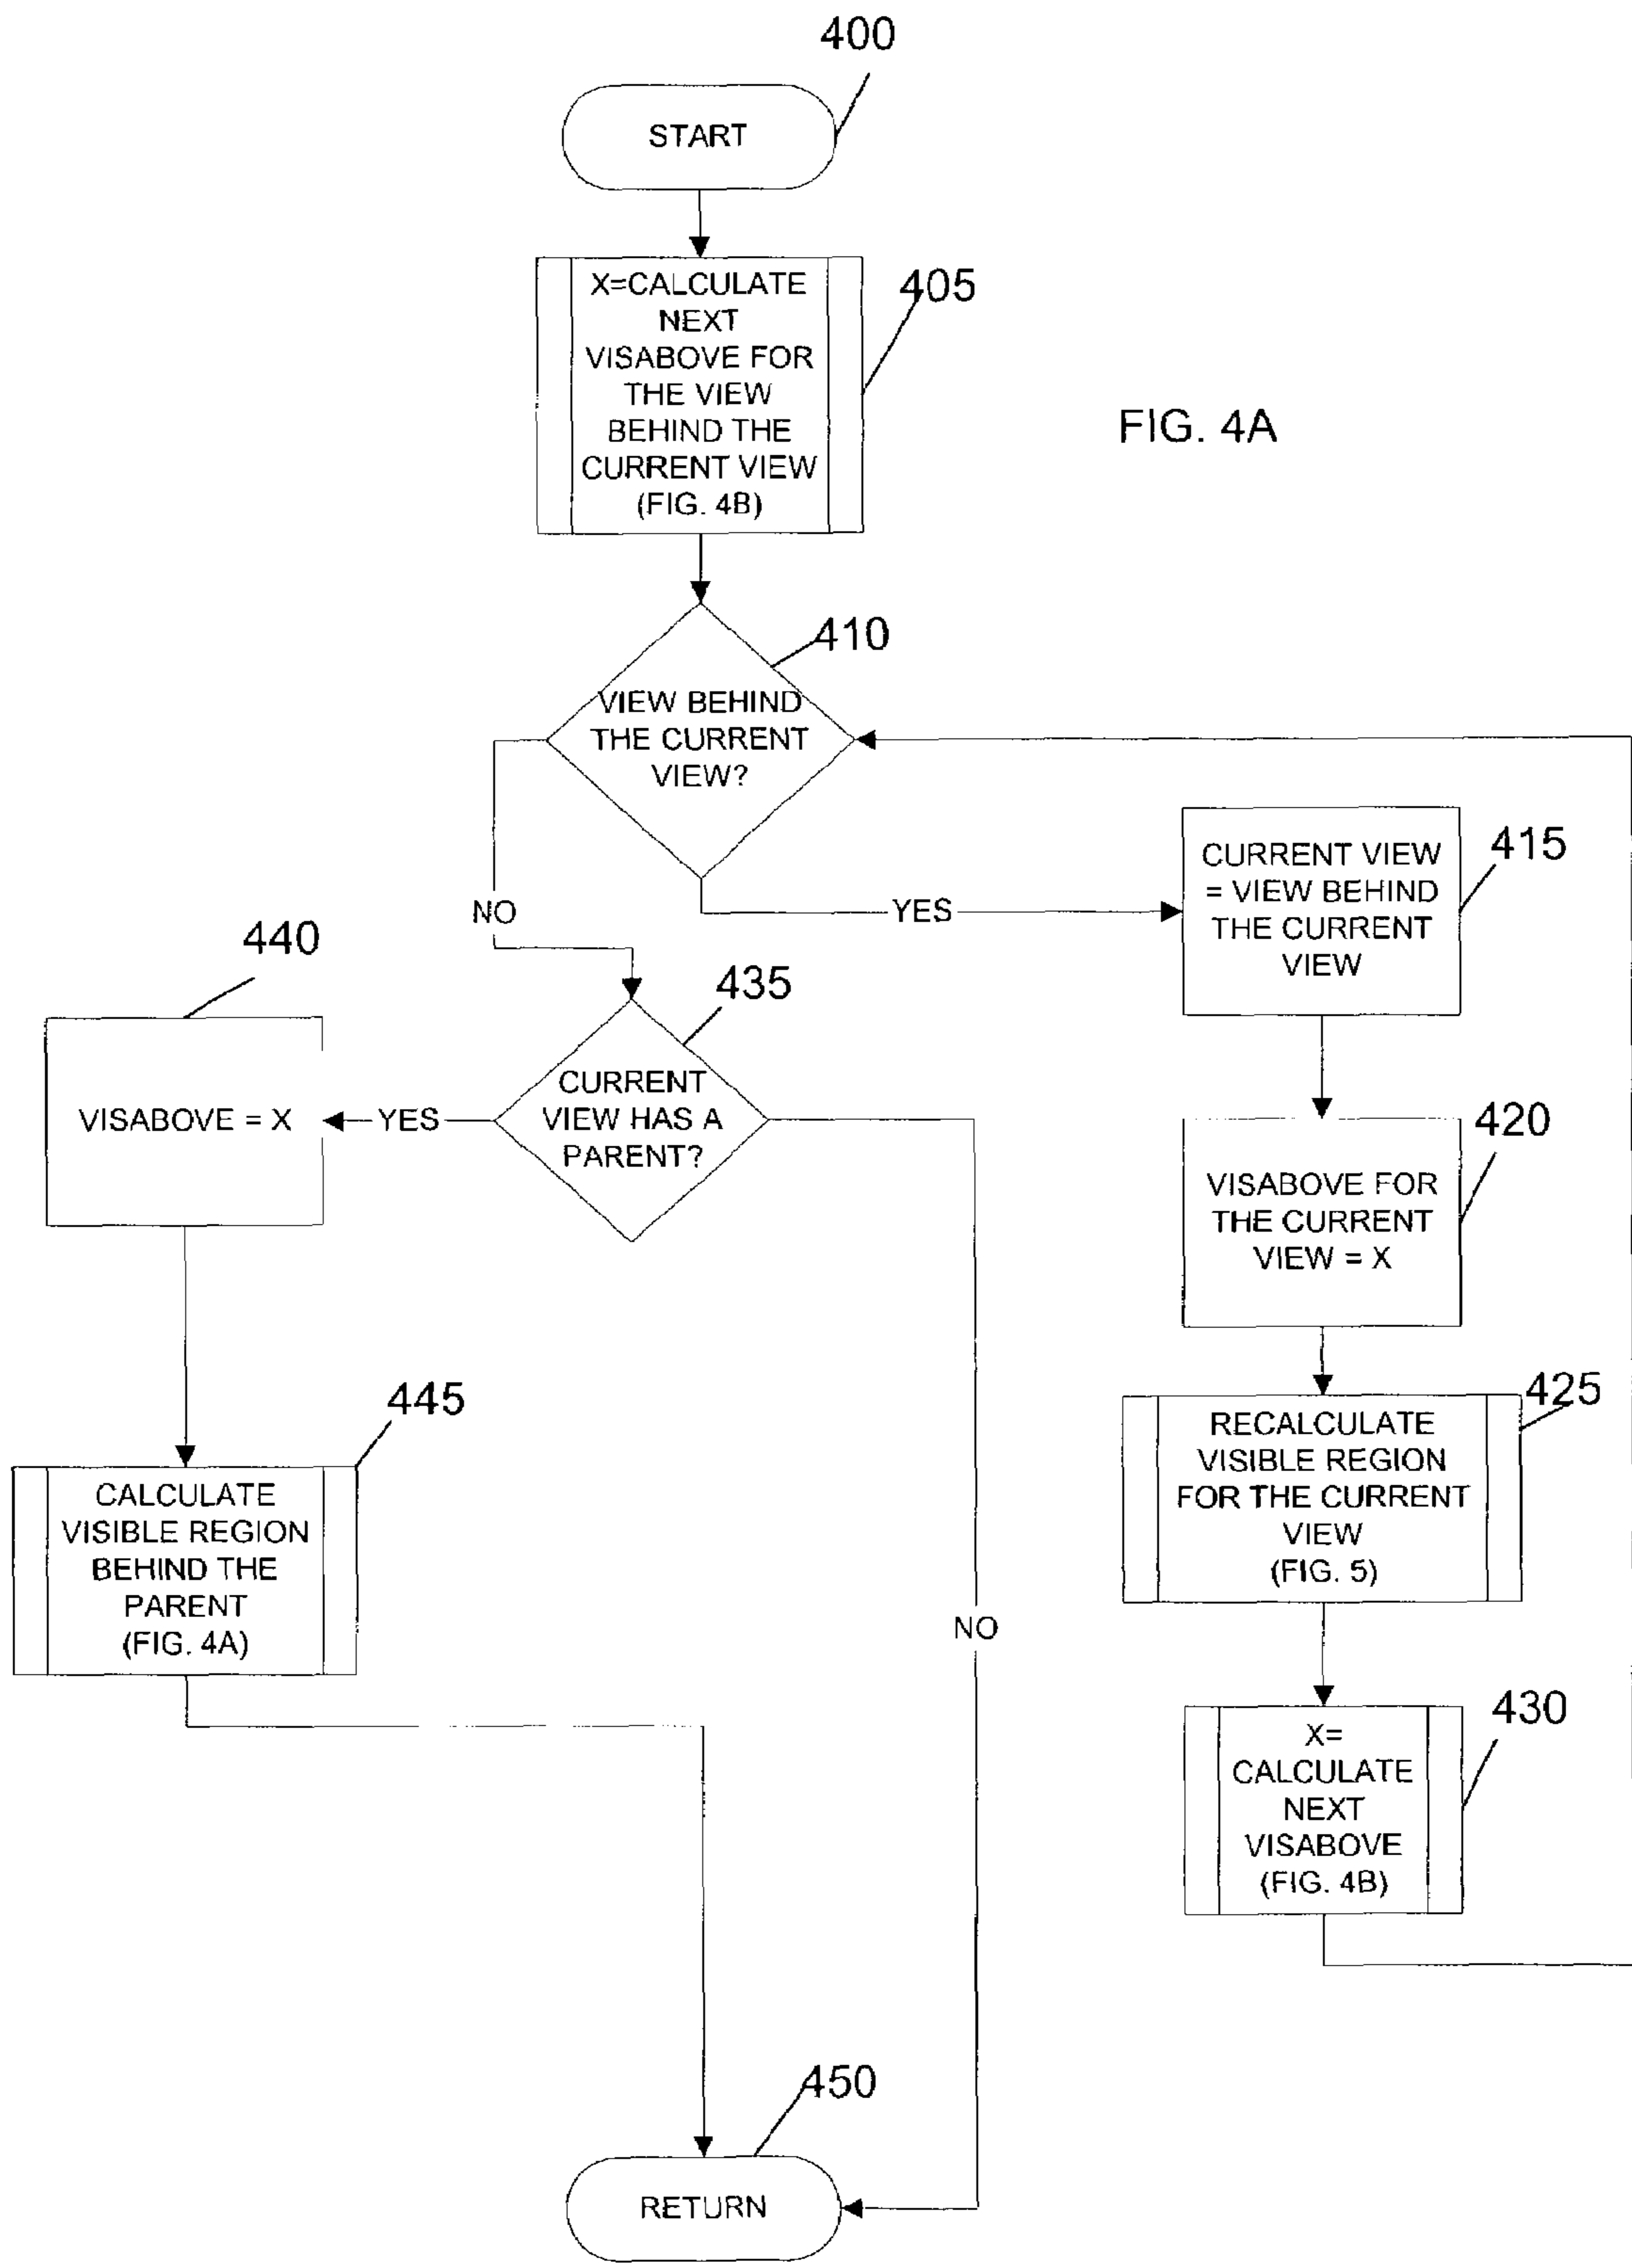 400
START
X=CALCULATE
NEXT
VISABOVE FOR
THE VIEW
BEHIND THE
CURRENT VIEW
(FIG. 4B)
405
FIG. 4A
410
VIEW BEHIND
THE CURRENT
VIEW?
NO
YES
CURRENT VIEW
= VIEW BEHIND
THE CURRENT
VIEW
415
440
435
VISABOVE = X
YES
CURRENT
VIEW HAS A
PARENT?
420
VISABOVE FOR
THE CURRENT
VIEW = X
445
CALCULATE
VISIBLE REGION
BEHIND THE
PARENT
(FIG. 4A)
NO
425
RECALCULATE
VISIBLE REGION
FOR THE CURRENT
VIEW
(FIG. 5)
430
X=
CALCULATE
NEXT
VISABOVE
(FIG. 4B)
450
RETURN